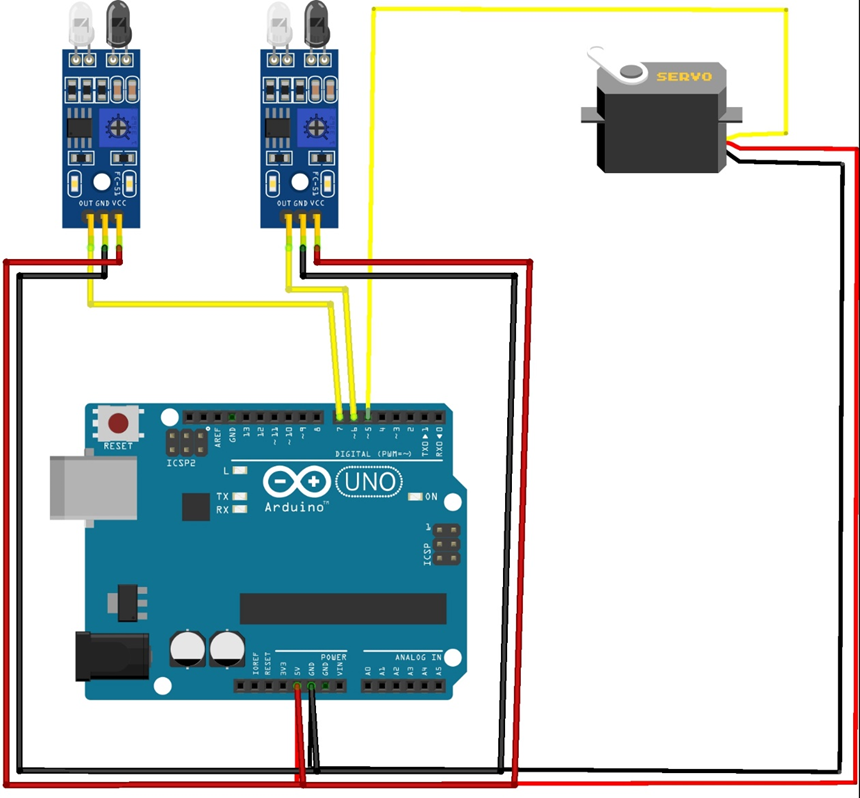 OUT GND VCC
FC-51
OUT GND VCC
FC-51
SERVO
RESET
ICSP2
AREF
GND
13
12
~11
~10
~9
8
7
~6
~5
4
~3
2
TXO▶1
RXO◀0
DIGITAL (PWM=~)
L
TX
RX
UNO
Arduino™
ON
1
ICSP
POWER
ANALOG IN
IOREF
RESET
3V3
5V
GND
GND
VIN
A0
A1
A2
A3
A4
A5